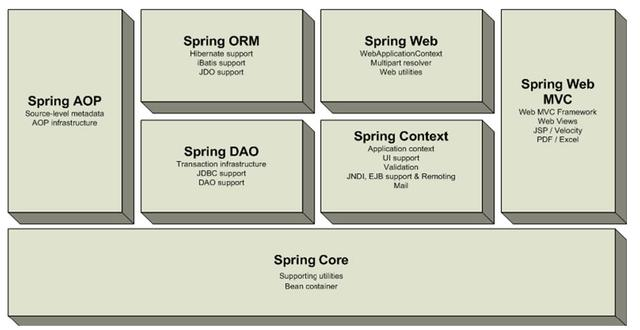 Spring AOP
Source-level metadata
AOP infrastructure
Spring ORM
Hibernate support
iBatis support
JDO support
Spring Web
WebApplicationContext
Multipart resolver
Web utilities
Spring Web
MVC
Web MVC Framework
Web Views
JSP / Velocity
PDF / Excel
Spring DAO
Transaction infrastructure
JDBC support
DAO support
Spring Context
Application context
UI support
Validation
JNDI, EJB support & Remoting
Mail
Spring Core
Supporting utilities
Bean container